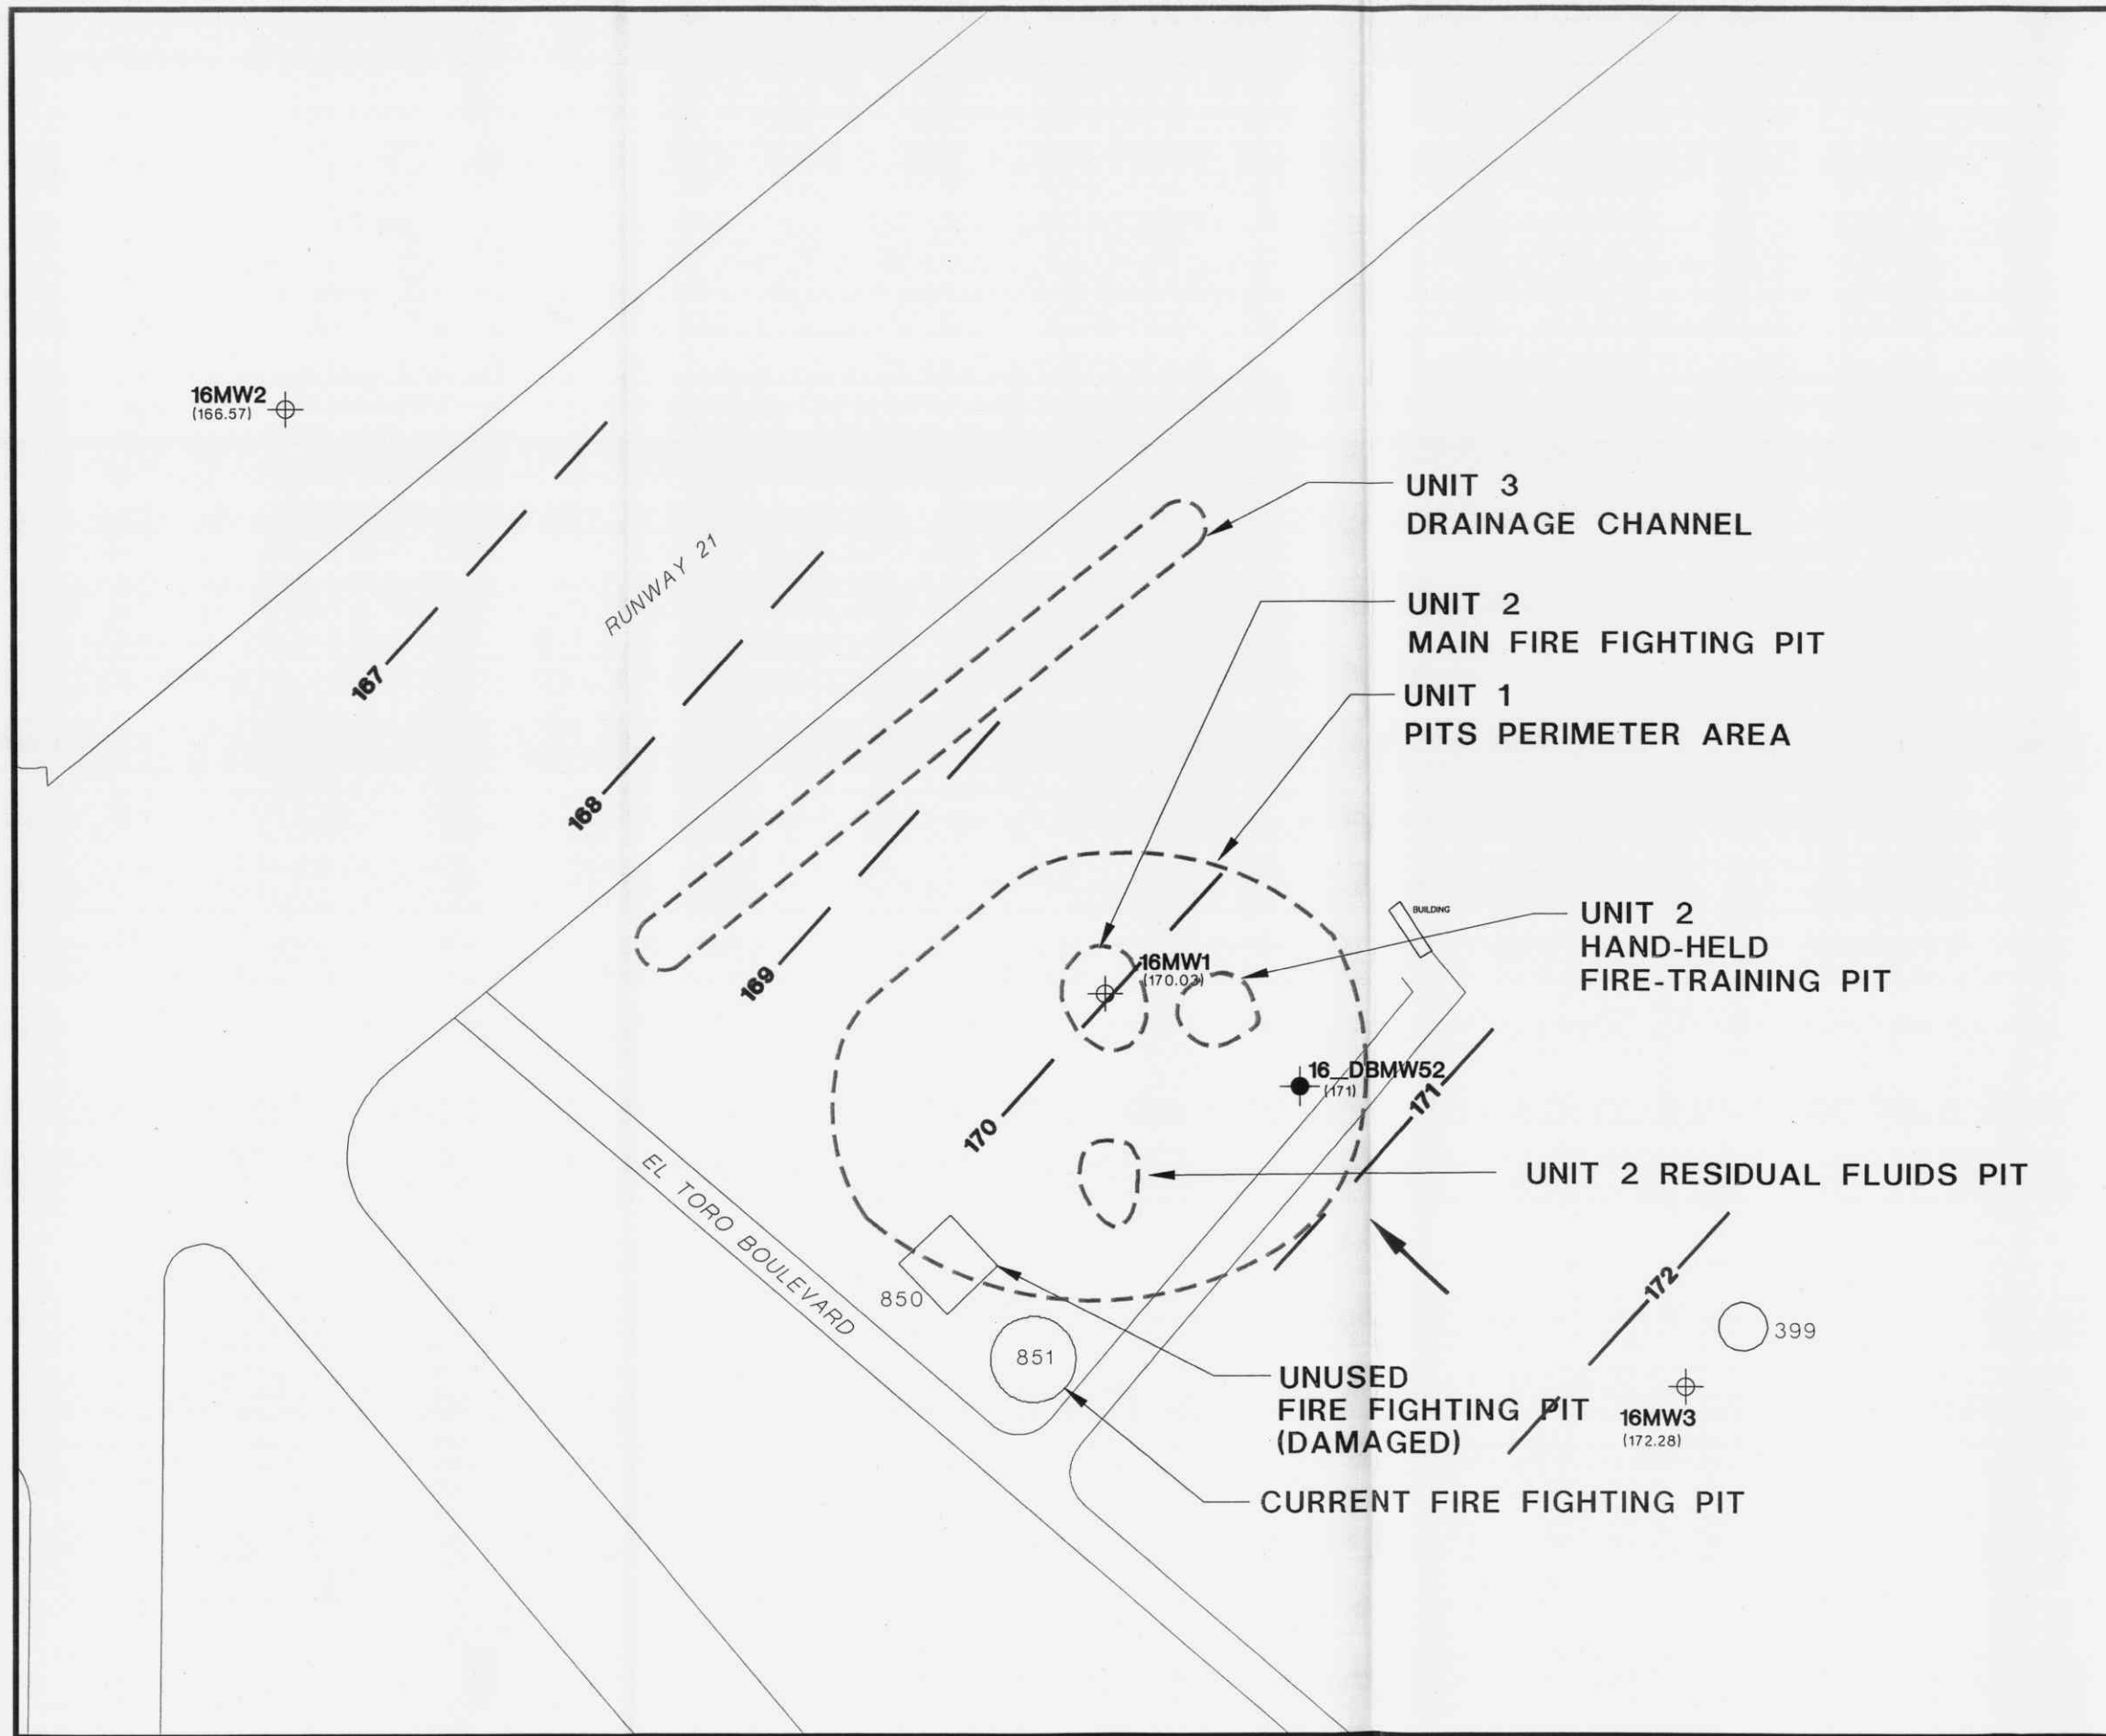 16MW2
(166.57)
RUNWAY 21
167
168
169
170
171
172
UNIT 3
DRAINAGE CHANNEL
UNIT 2
MAIN FIRE FIGHTING PIT
UNIT 1
PITS PERIMETER AREA
BUILDING
UNIT 2
HAND-HELD
FIRE-TRAINING PIT
16MW1
(170.03)
16_DBMW52
(171)
UNIT 2 RESIDUAL FLUIDS PIT
EL TORO BOULEVARD
850
851
399
UNUSED
FIRE FIGHTING PIT
(DAMAGED)
16MW3
(172.28)
CURRENT FIRE FIGHTING PIT